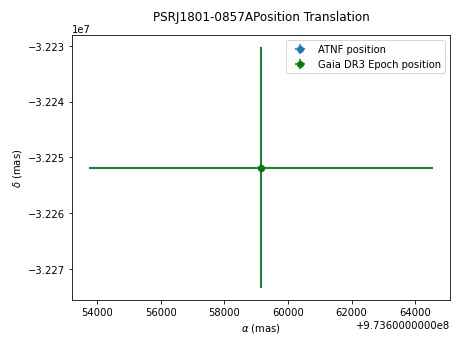 PSRJ1801-0857APosition Translation
1e7
ATNF position
Gaia DR3 Epoch position
−3.223
−3.224
−3.225
−3.226
−3.227
δ (mas)
54000 56000 58000 60000 62000 64000
α (mas)
+9.7360000000e8